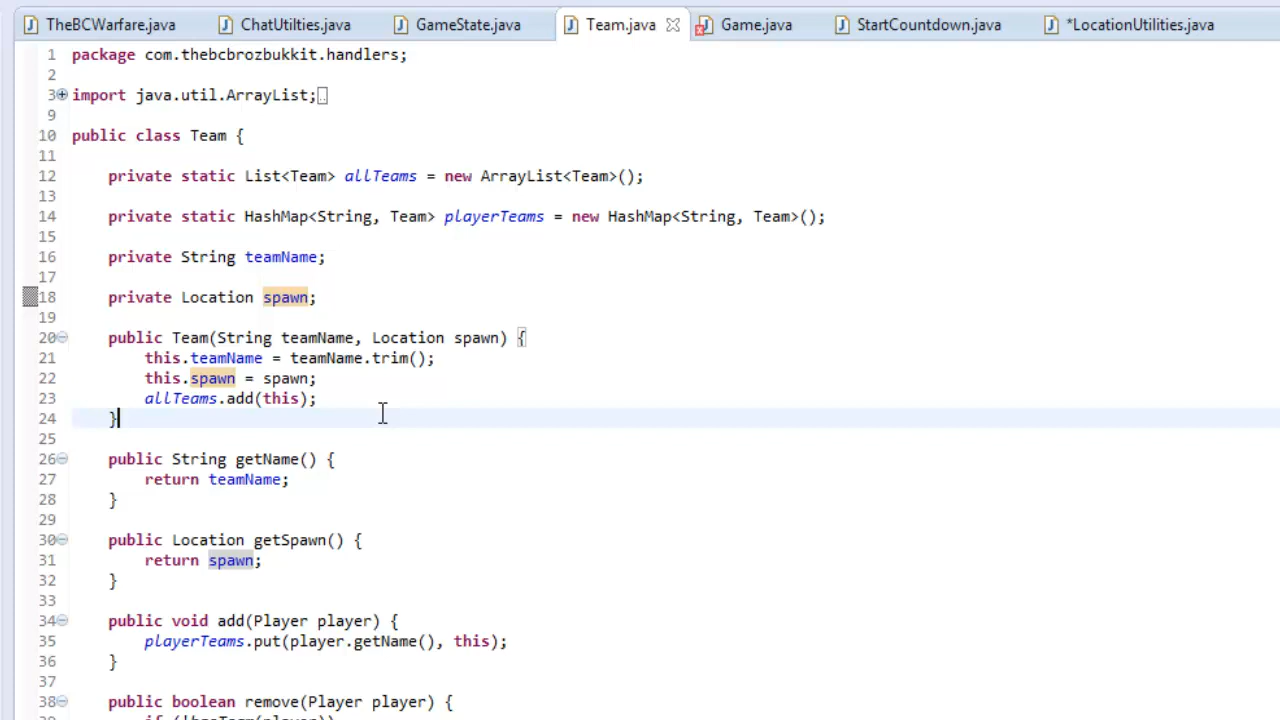 TheBCWarfare.java ChatUtilties.java GameState.java Team.java Game.java StartCountdown.java *LocationUtilities.java
1 package com.thebcbrozbukkit.handlers;
2
3 import java.util.ArrayList;
9
10 public class Team {
11
12 private static List<Team> allTeams = new ArrayList<Team>();
13
14 private static HashMap<String, Team> playerTeams = new HashMap<String, Team>();
15
16 private String teamName;
17
18 private Location spawn;
19
20 public Team(String teamName, Location spawn) {
21 this.teamName = teamName.trim();
22 this.spawn = spawn;
23 allTeams.add(this);
24 }
25
26 public String getName() {
27 return teamName;
28 }
29
30 public Location getSpawn() {
31 return spawn;
32 }
33
34 public void add(Player player) {
35 playerTeams.put(player.getName(), this);
36 }
37
38 public boolean remove(Player player) {
39 if (!hasTeam(player))